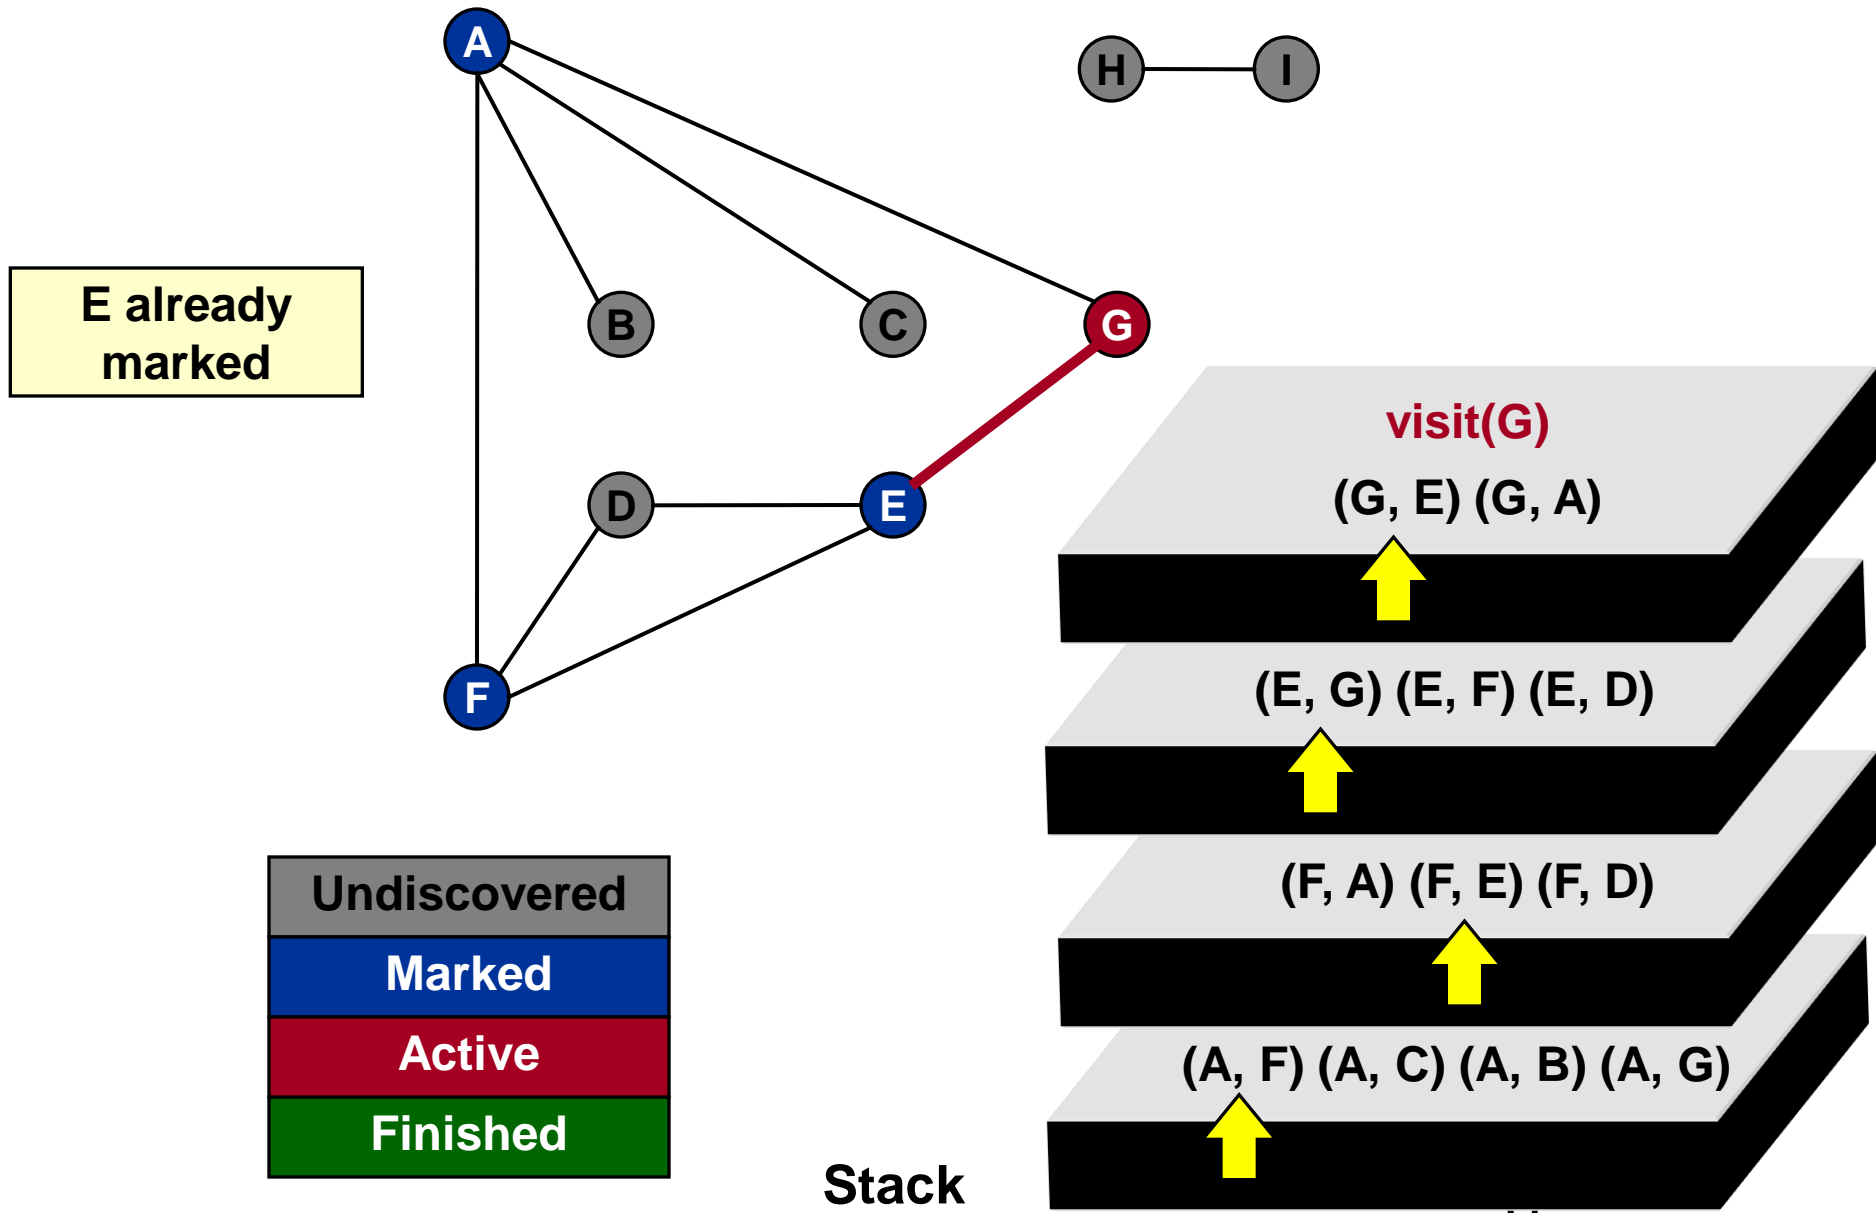 A
H
I
E already
marked
B
C
G
visit(G)
(G, E) (G, A)
D
E
(E, G) (E, F) (E, D)
F
(F, A) (F, E) (F, D)
Undiscovered
Marked
Active
Finished
(A, F) (A, C) (A, B) (A, G)
Stack